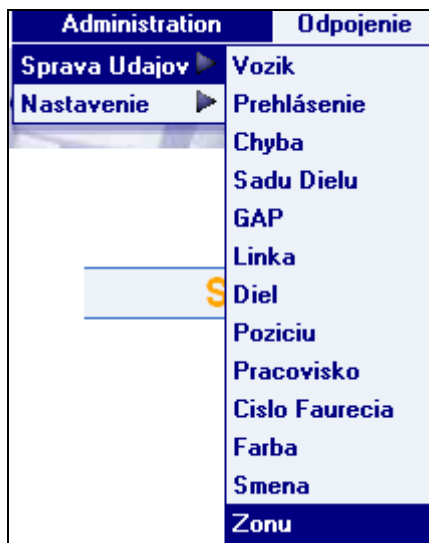 Administration Odpojenie
Sprava Udajov Vozik
Nastavenie Prehlásenie
Chyba
Sadu Dielu
GAP
Linka
S Diel
Poziciu
Pracovisko
Cislo Faurecia
Farba
Smena
Zonu